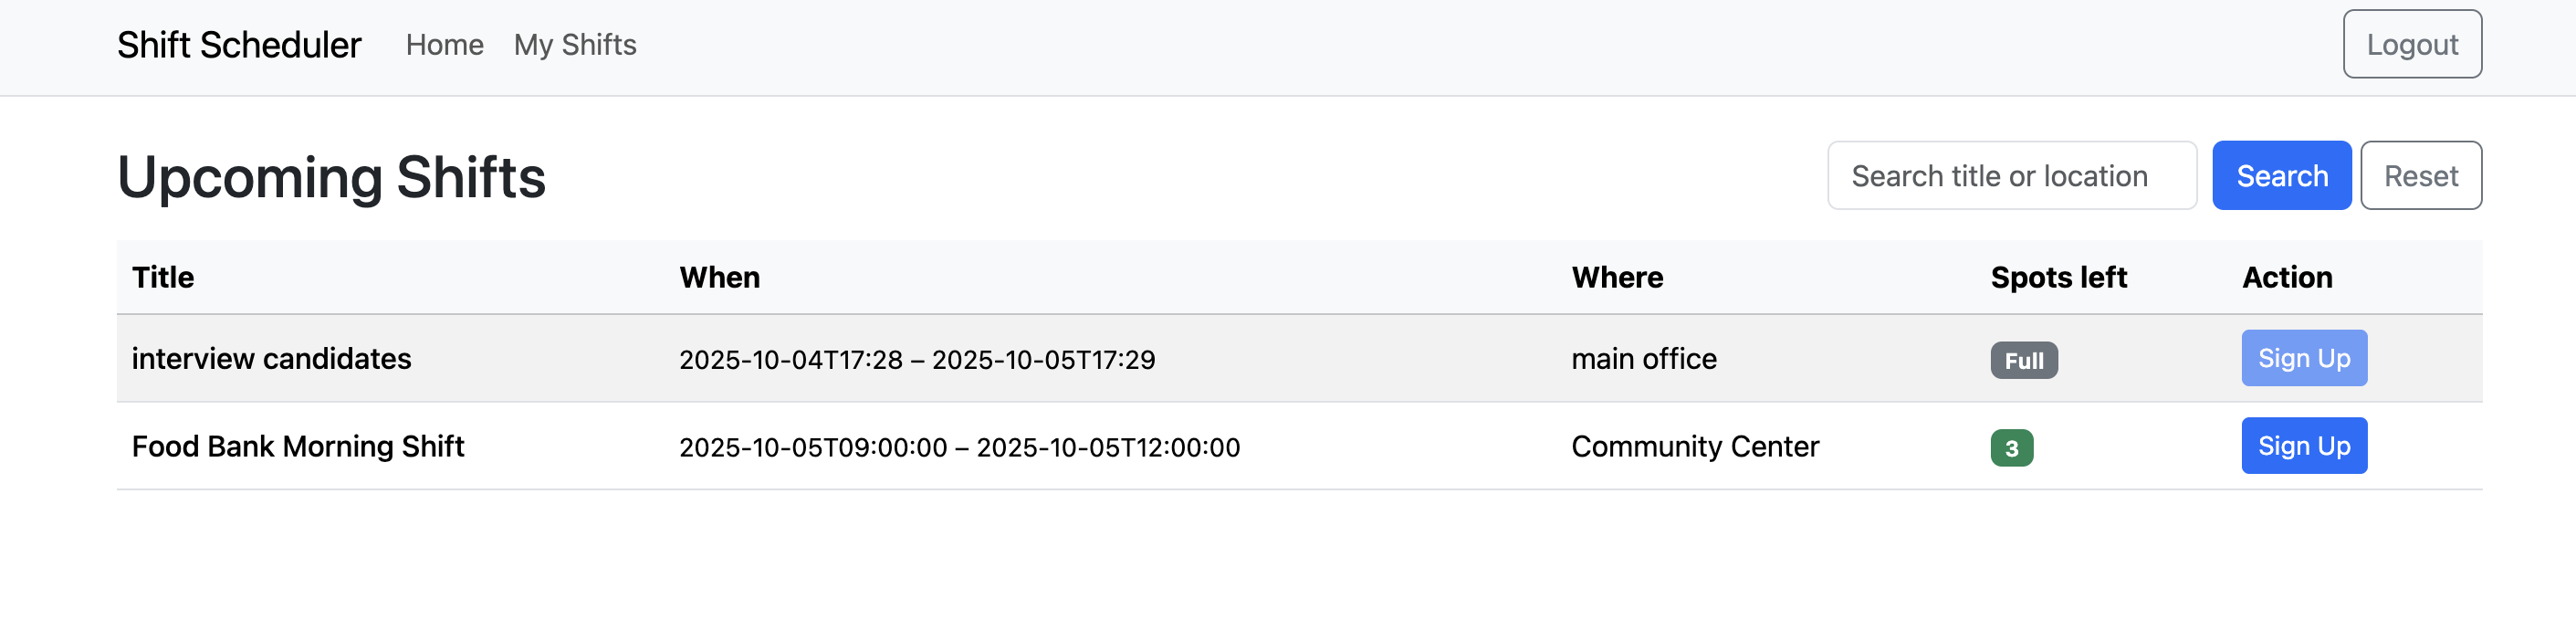 Shift Scheduler Home My Shifts Logout
Upcoming Shifts Search title or location Search Reset
Title When Where Spots left Action
interview candidates 2025-10-04T17:28 – 2025-10-05T17:29 main office Full Sign Up
Food Bank Morning Shift 2025-10-05T09:00:00 – 2025-10-05T12:00:00 Community Center 3 Sign Up